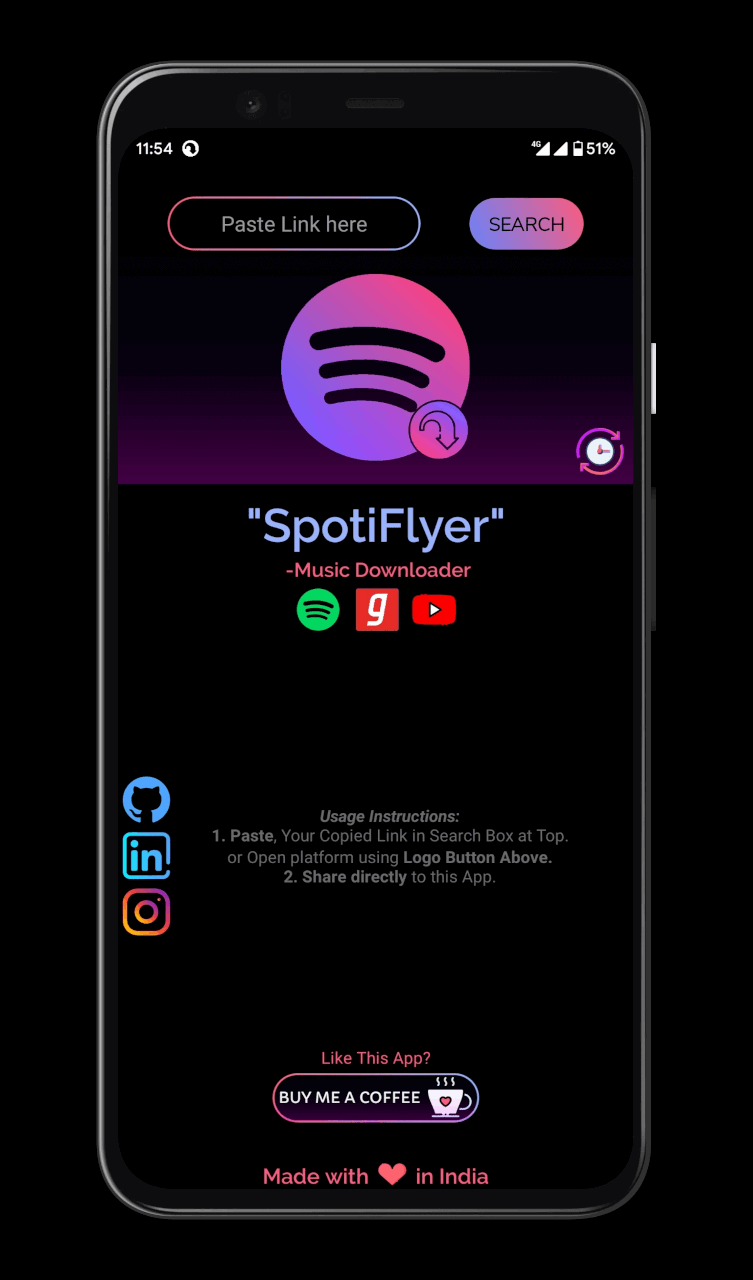 11:54
4G
51%
Paste Link here
SEARCH
"SpotiFlyer"
-Music Downloader
g
in
Usage Instructions:
1. Paste, Your Copied Link in Search Box at Top.
or Open platform using Logo Button Above.
2. Share directly to this App.
Like This App?
BUY ME A COFFEE
Made with ❤ in India